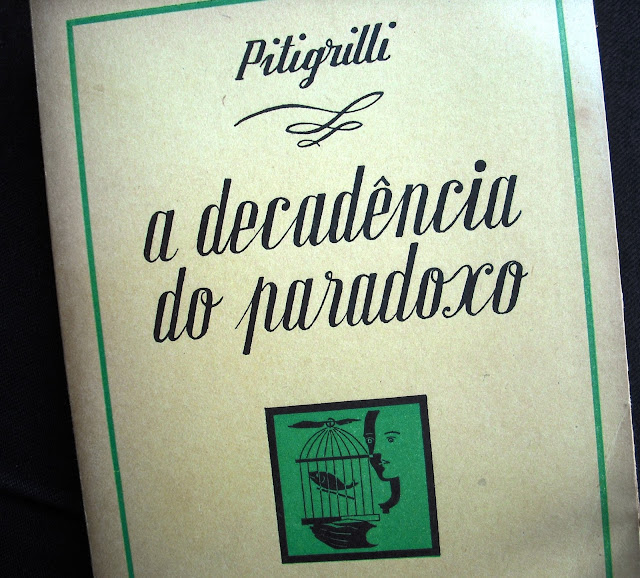 Pitigrilli
a decadência
do paradoxo